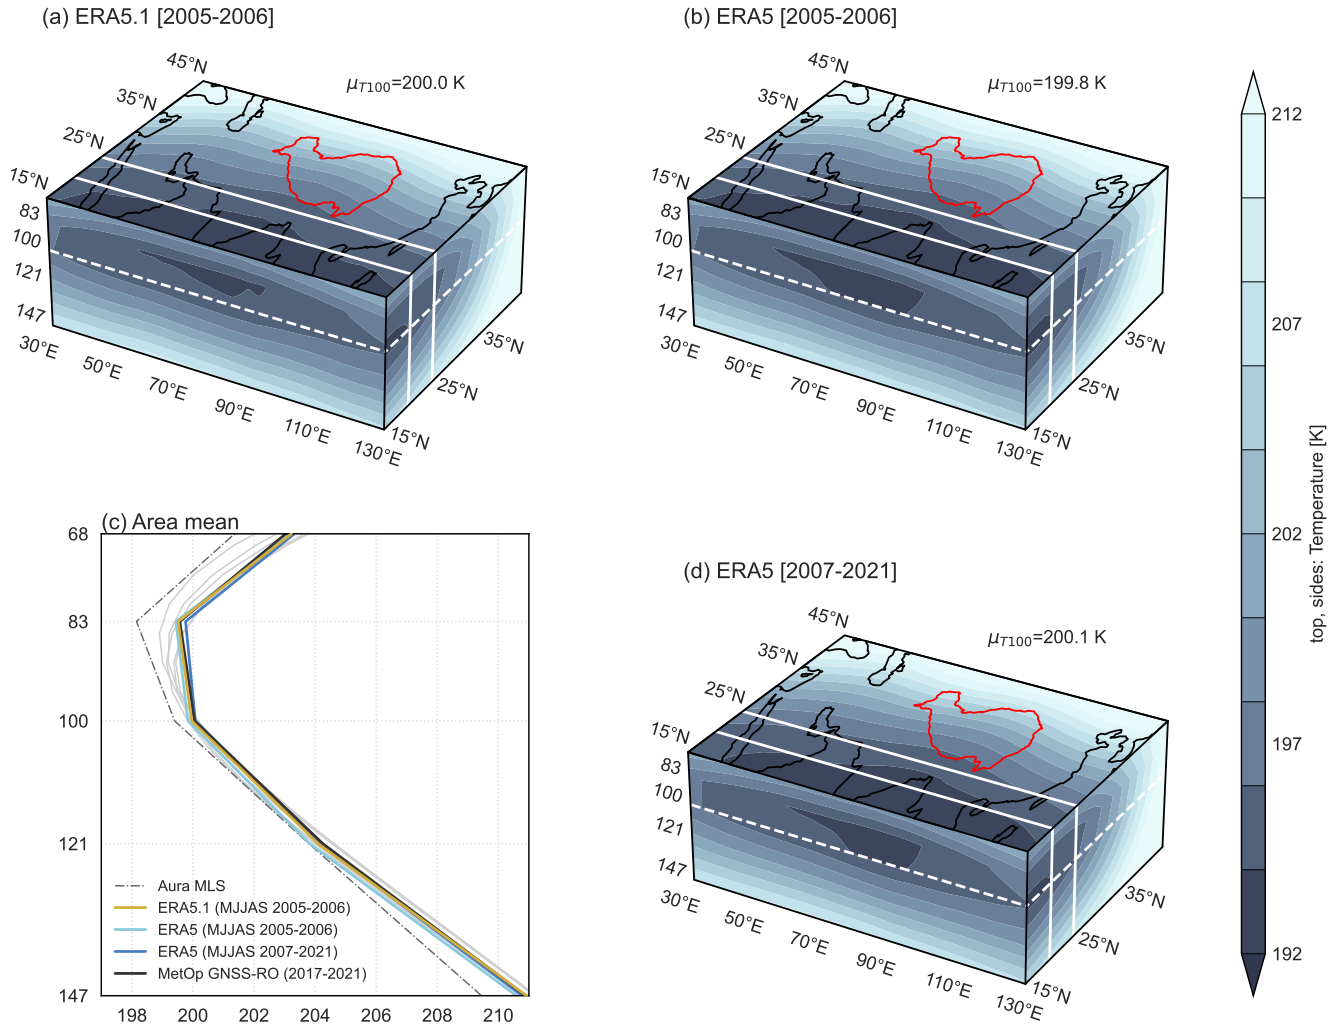 (a) ERA5.1 [2005-2006]
μT100=200.0 K
45°N
35°N
25°N
15°N
83
100
121
147
30°E
50°E
70°E
90°E
110°E
130°E
15°N
25°N
35°N
(b) ERA5 [2005-2006]
μT100=199.8 K
45°N
35°N
25°N
15°N
83
100
121
147
30°E
50°E
70°E
90°E
110°E
130°E
15°N
25°N
35°N
212
207
202
197
192
top, sides: Temperature [K]
(c) Area mean
68
83
100
121
147
198 200 202 204 206 208 210
Aura MLS
ERA5.1 (MJJAS 2005-2006)
ERA5 (MJJAS 2005-2006)
ERA5 (MJJAS 2007-2021)
MetOp GNSS-RO (2017-2021)
(d) ERA5 [2007-2021]
μT100=200.1 K
45°N
35°N
25°N
15°N
83
100
121
147
30°E
50°E
70°E
90°E
110°E
130°E
15°N
25°N
35°N